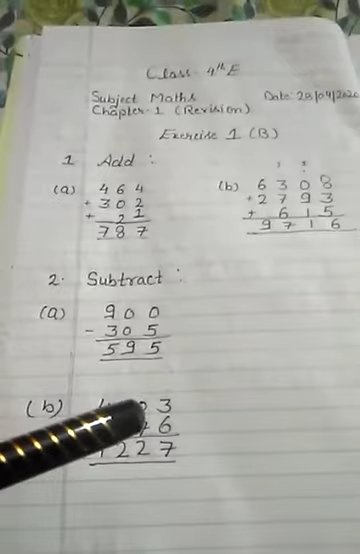 Class - 4th E
Subject Maths Date: 28/04/202
Chapter-1 (Revision)
Exercise 1 (B)
1 Add :
(a) 4 6 4
+ 3 0 2
+ 2 1
7 8 7
(b) 6 3 0 8
+ 2 7 9 3
+ 6 1 5
9 7 1 6
2. Subtract :
(a) 9 0 0
- 3 0 5
5 9 5
(b) 3
6
1 2 2 7